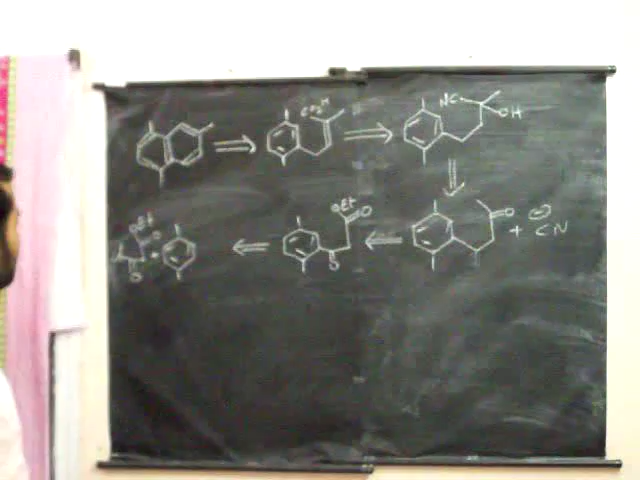 CO₂H
NC OH
OEt O
OEt O O
O
⊖
+ CN
O +
O